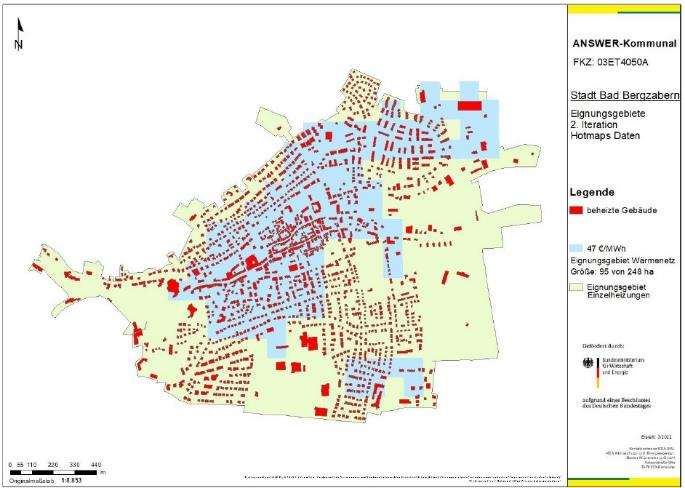 N
ANSWER-Kommunal
FKZ: 03ET4050A
Stadt Bad Bergzabern
Eignungsgebiete
2. Iteration
Hotmaps Daten
Legende
beheizte Gebäude
47 €/MWh
Eignungsgebiet Wärmenetz
Größe: 95 von 248 ha
Eignungsgebiet
Einzelheizungen
Gefördert durch:
Bundesministerium
für Wirtschaft
und Energie
aufgrund eines Beschlusses
des Deutschen Bundestages
0 55 110 220 330 440
m
Originalmaßstab 1:8.853